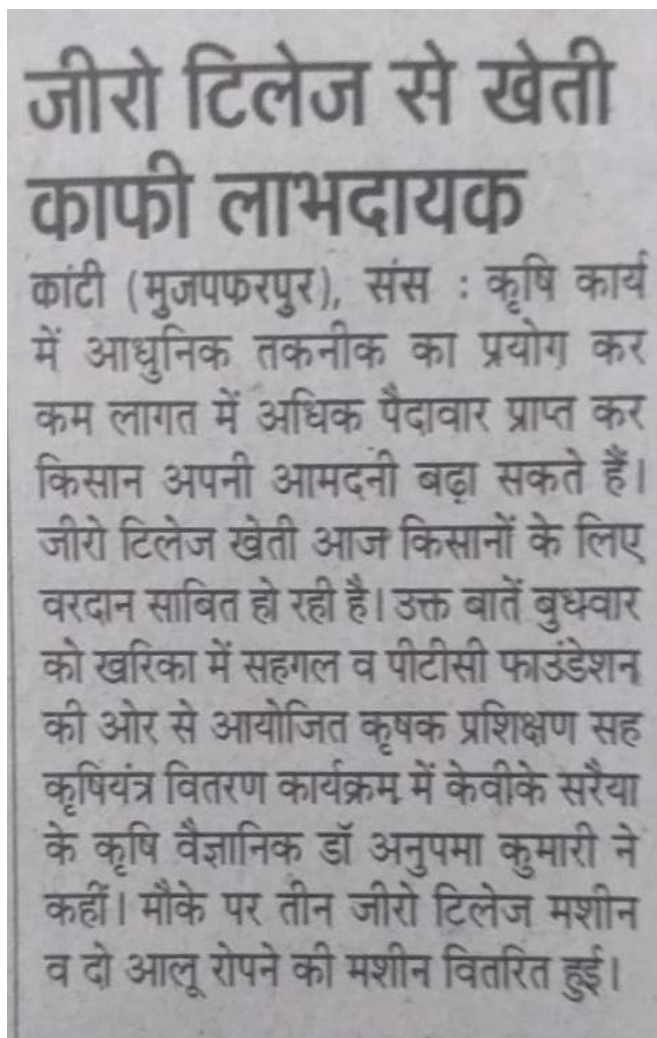 जीरो टिलेज से खेती
काफी लाभदायक
कांटी (मुजपफरपुर), संस : कृषि कार्य
में आधुनिक तकनीक का प्रयोग कर
कम लागत में अधिक पैदावार प्राप्त कर
किसान अपनी आमदनी बढ़ा सकते हैं।
जीरो टिलेज खेती आज किसानों के लिए
वरदान साबित हो रही है। उक्त बातें बुधवार
को खरिका में सहगल व पीटीसी फाउंडेशन
की ओर से आयोजित कृषक प्रशिक्षण सह
कृषियंत्र वितरण कार्यक्रम में केवीके सरैया
के कृषि वैज्ञानिक डॉ अनुपमा कुमारी ने
कहीं। मौके पर तीन जीरो टिलेज मशीन
व दो आलू रोपने की मशीन वितरित हुई।